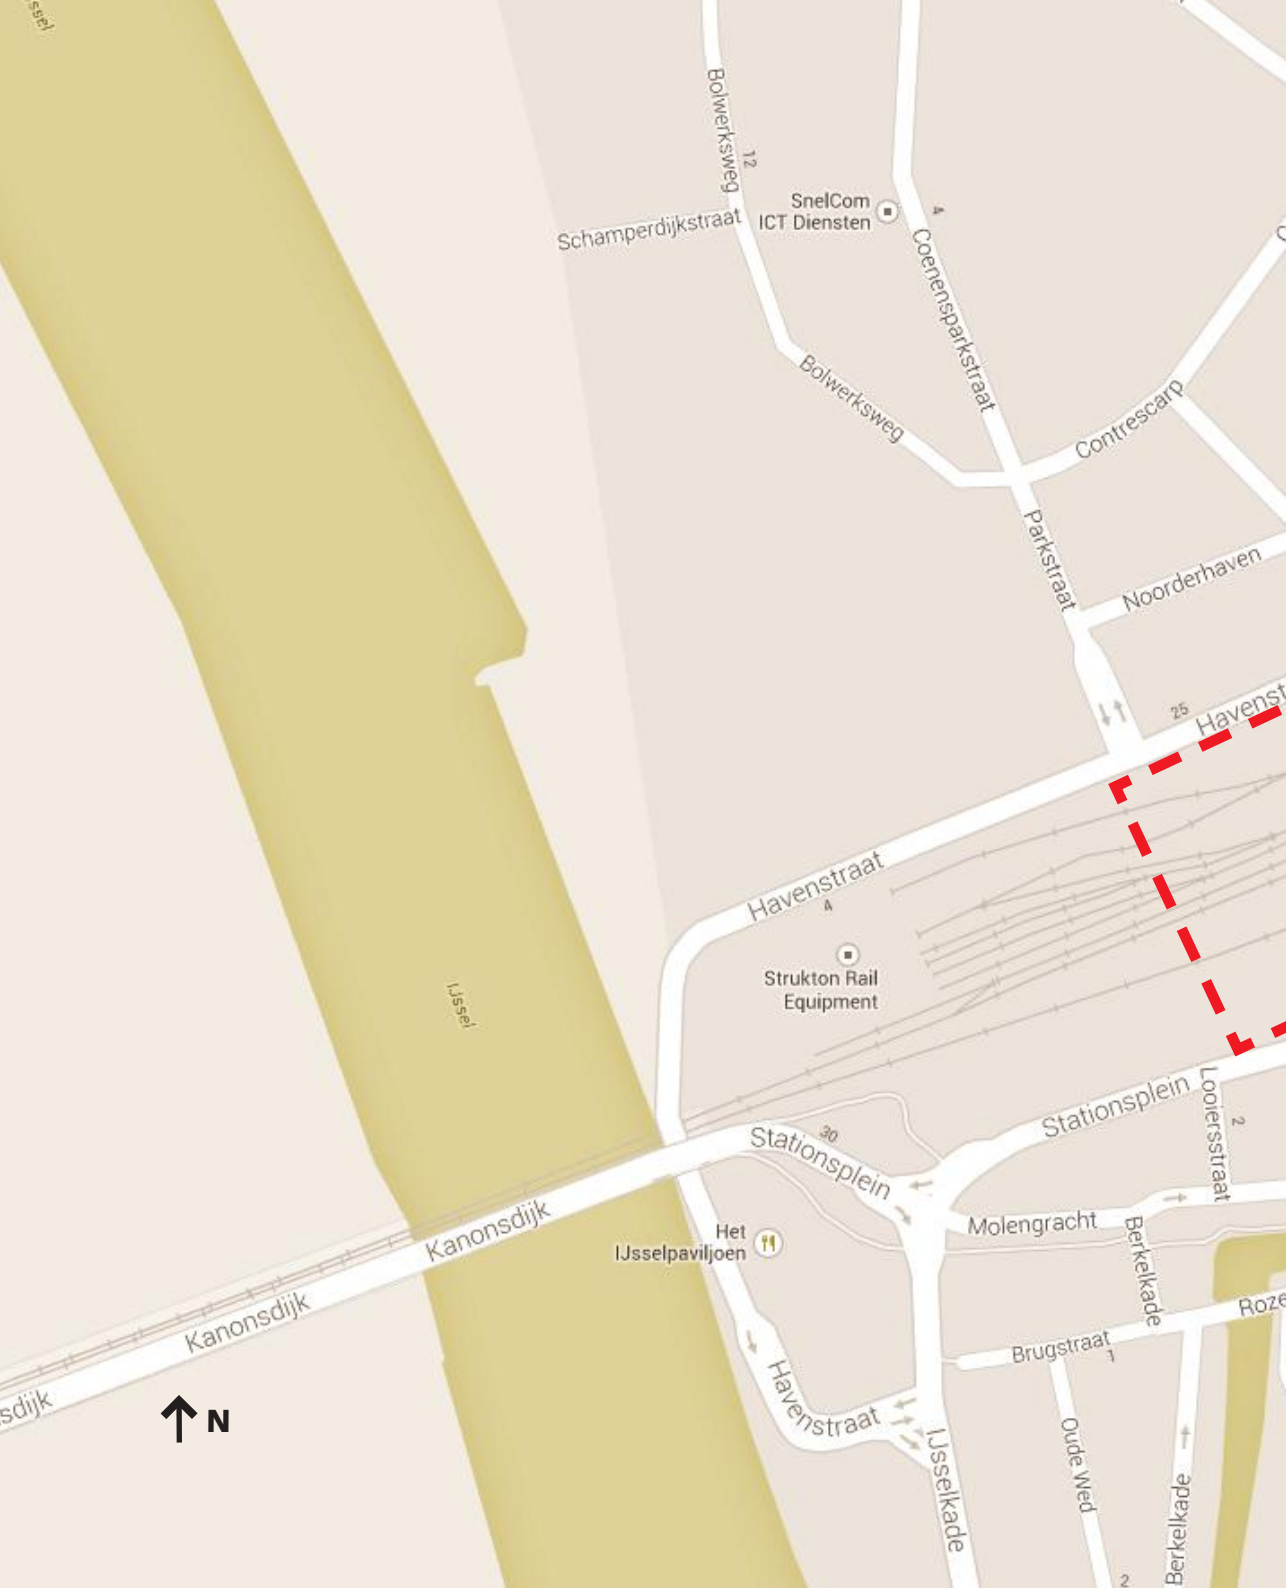 Bolwerksweg
12
SnelCom
ICT Diensten
4
Schamperdijkstraat
Coenensparkstraat
Bolwerksweg
Contrescarp
Parkstraat
Noorderhaven
25
Havenst
Havenstraat
4
Strukton Rail
Equipment
IJssel
Stationsplein
Looiersstraat
2
30
Stationsplein
Molengracht
Berkelkade
Het
IJsselpaviljoen
Kanonsdijk
Kanonsdijk
Roze
Brugstraat
1
sdijk
N
Havenstraat
IJsselkade
Oude Wed
Berkelkade
2
ssel